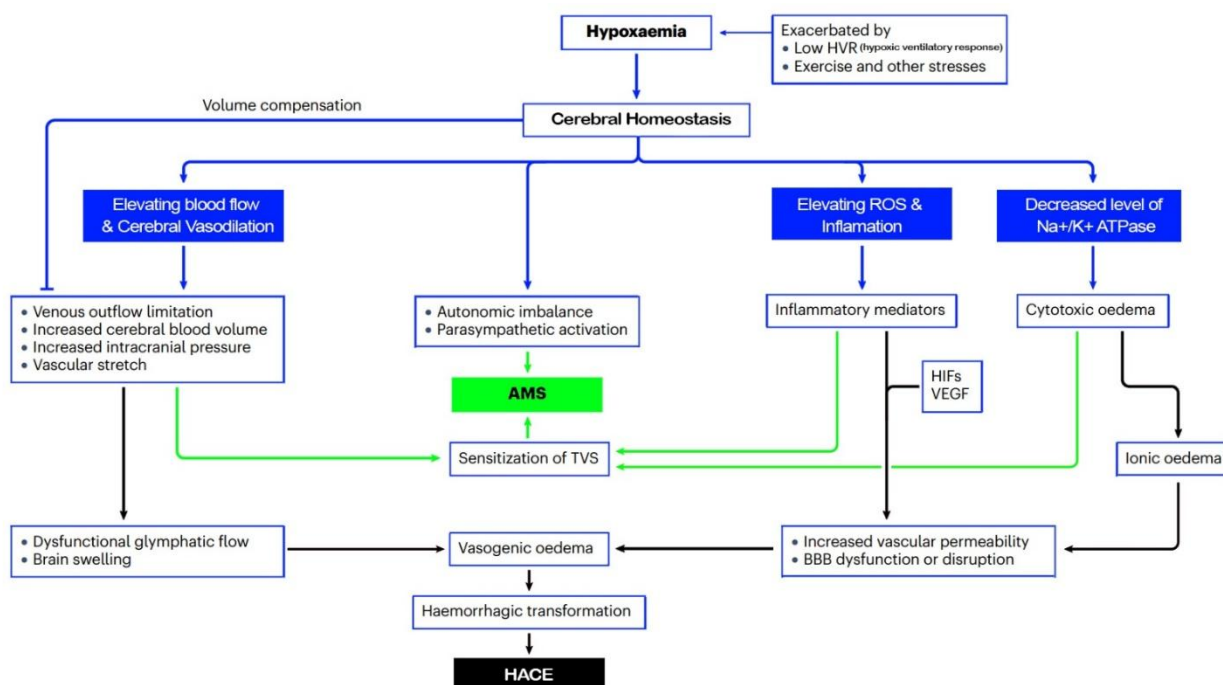 Hypoxaemia
Exacerbated by
• Low HVR (hypoxic ventilatory response)
• Exercise and other stresses
Volume compensation
Cerebral Homeostasis
Elevating blood flow
& Cerebral Vasodilation
Elevating ROS &
Inflamation
Decreased level of
Na+/K+ ATPase
• Venous outflow limitation
• Increased cerebral blood volume
• Increased intracranial pressure
• Vascular stretch
• Autonomic imbalance
• Parasympathetic activation
Inflammatory mediators
Cytotoxic oedema
AMS
HIFs
VEGF
Sensitization of TVS
Ionic oedema
• Dysfunctional glymphatic flow
• Brain swelling
Vasogenic oedema
• Increased vascular permeability
• BBB dysfunction or disruption
Haemorrhagic transformation
HACE